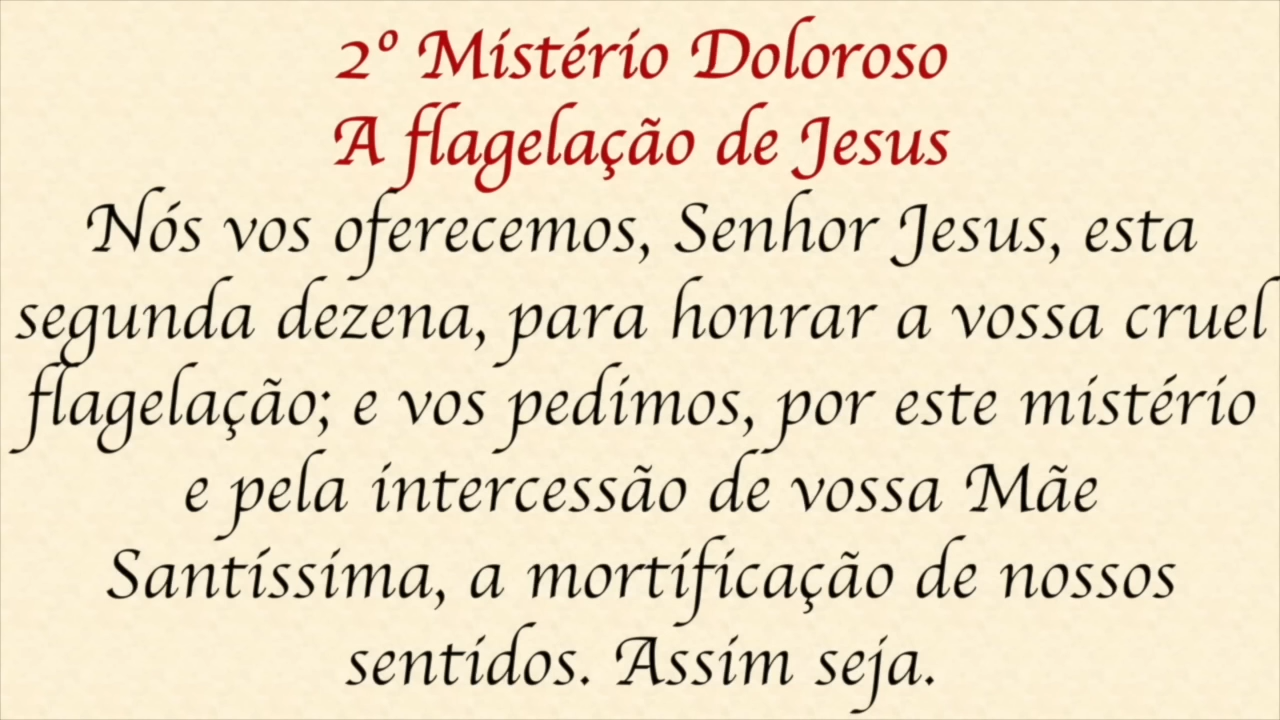 2º Mistério Doloroso
A flagelação de Jesus
Nós vos oferecemos, Senhor Jesus, esta
segunda dezena, para honrar a vossa cruel
flagelação; e vos pedimos, por este mistério
e pela intercessão de vossa Mãe
Santíssima, a mortificação de nossos
sentidos. Assim seja.